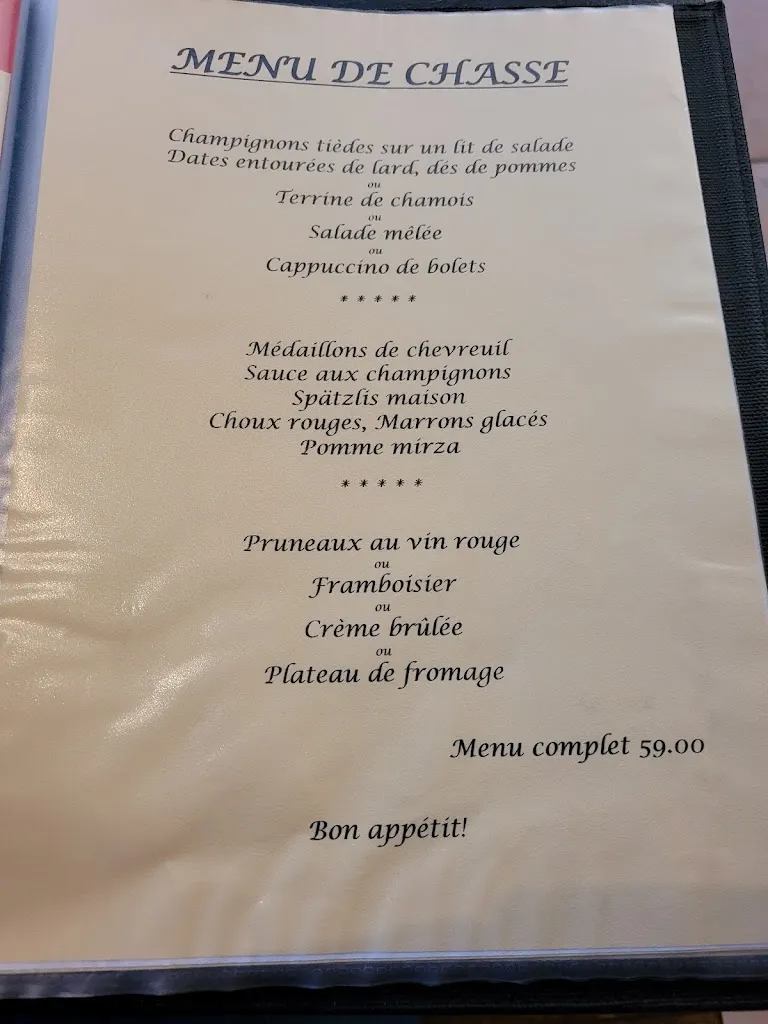 MENU DE CHASSE
Champignons tièdes sur un lit de salade
Dates entourées de lard, dés de pommes
ou
Terrine de chamois
ou
Salade mêlée
ou
Cappuccino de bolets
* * * * *
Médaillons de chevreuil
Sauce aux champignons
Spätzlis maison
Choux rouges, Marrons glacés
Pomme mirza
* * * * *
Pruneaux au vin rouge
ou
Framboisier
ou
Crème brûlée
ou
Plateau de fromage
Menu complet 59.00
Bon appétit!